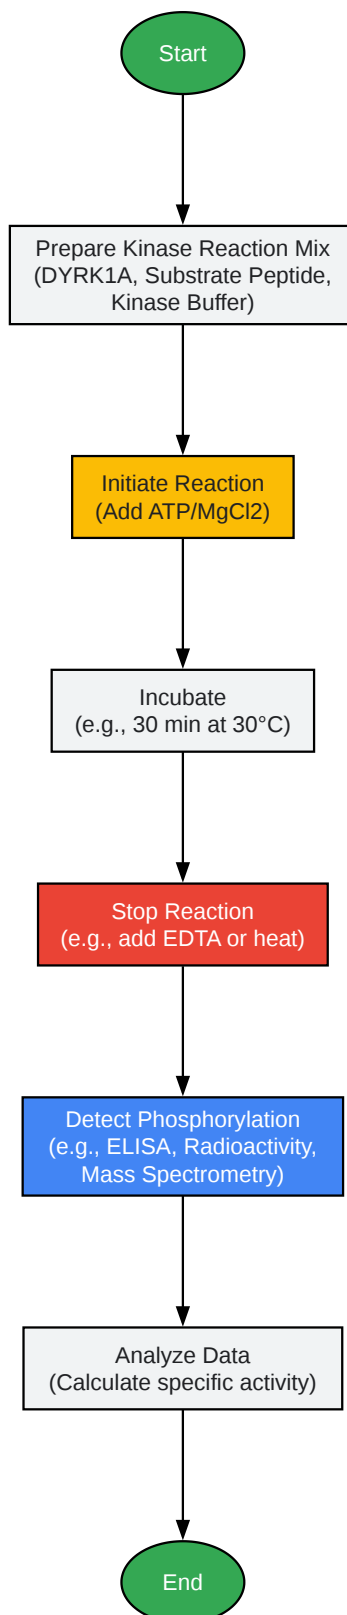 Start
Prepare Kinase Reaction Mix
(DYRK1A, Substrate Peptide,
Kinase Buffer)
Initiate Reaction
(Add ATP/MgCl2)
Incubate
(e.g., 30 min at 30°C)
Stop Reaction
(e.g., add EDTA or heat)
Detect Phosphorylation
(e.g., ELISA, Radioactivity,
Mass Spectrometry)
Analyze Data
(Calculate specific activity)
End